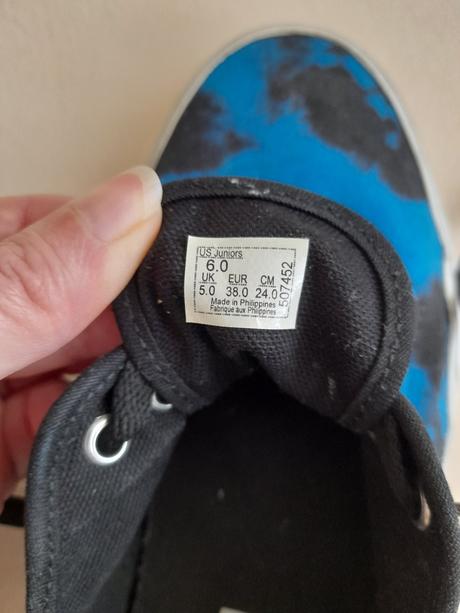 US Juniors
6.0
UK EUR CM
5.0 38.0 24.0
Made in Philippines
Fabrique aux Philippines
507452